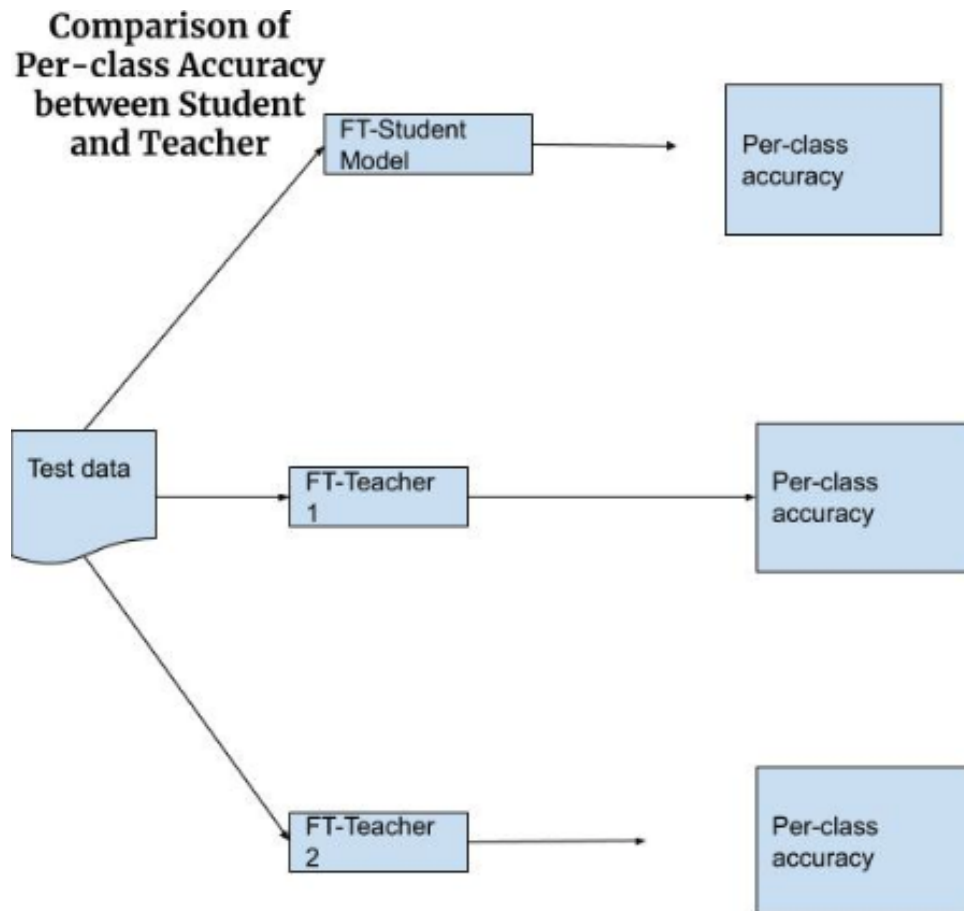 Comparison of
Per-class Accuracy
between Student
and Teacher
FT-Student
Model
Per-class
accuracy
Test data
FT-Teacher
1
Per-class
accuracy
FT-Teacher
2
Per-class
accuracy